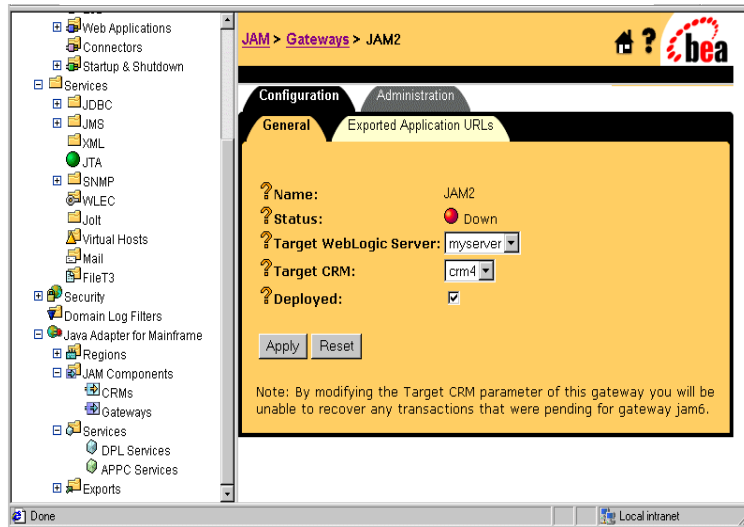 Web Applications
Connectors
Startup & Shutdown
Services
JDBC
JMS
XML
JTA
SNMP
WLEC
Jolt
Virtual Hosts
Mail
FileT3
Security
Domain Log Filters
Java Adapter for Mainframe
Regions
JAM Components
CRMs
Gateways
Services
DPL Services
APPC Services
Exports
JAM > Gateways > JAM2
? bea
Configuration Administration
General Exported Application URLs
? Name: JAM2
? Status: Down
? Target WebLogic Server: myserver
? Target CRM: crm4
? Deployed:
Apply Reset
Note: By modifying the Target CRM parameter of this gateway you will be
unable to recover any transactions that were pending for gateway jam6.
Done Local intranet